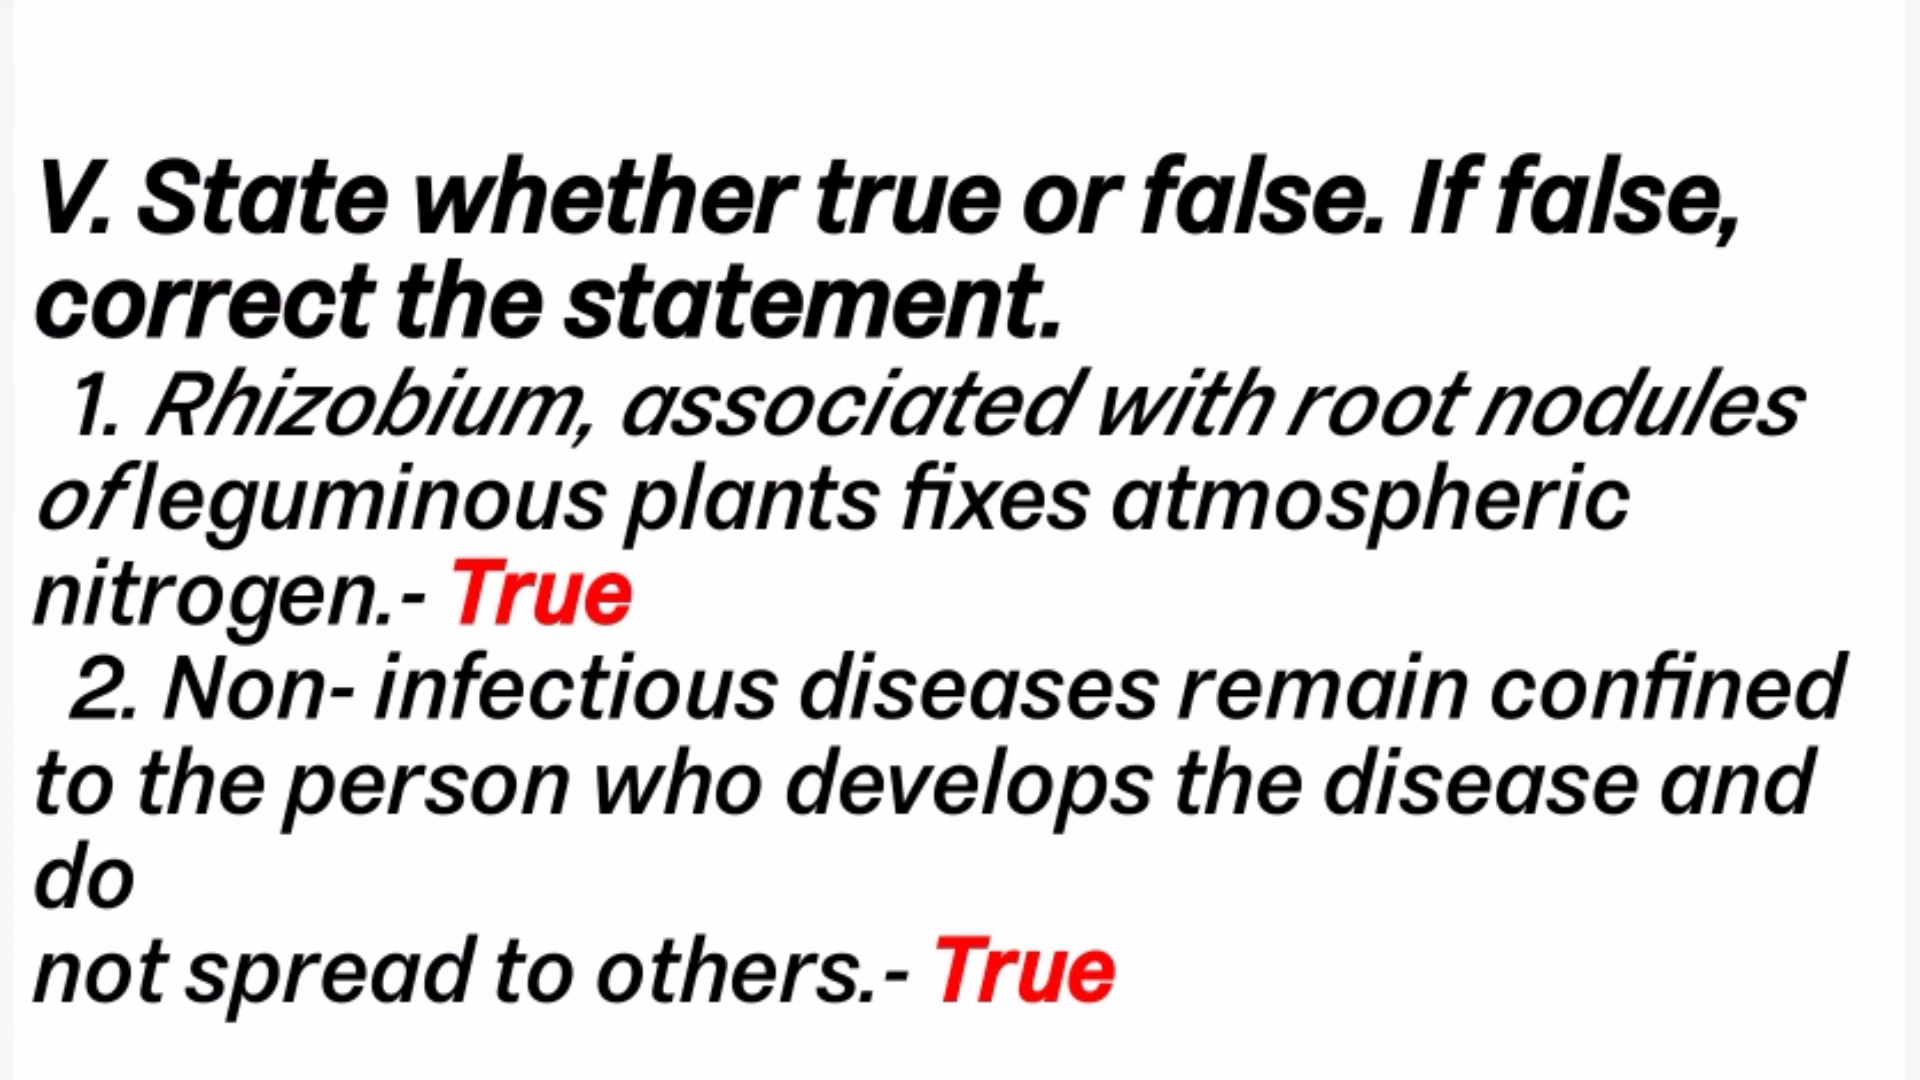 V. State whether true or false. If false,
correct the statement.
1. Rhizobium, associated with root nodules
ofleguminous plants fixes atmospheric
nitrogen.- True
2. Non- infectious diseases remain confined
to the person who develops the disease and
do
not spread to others.- True